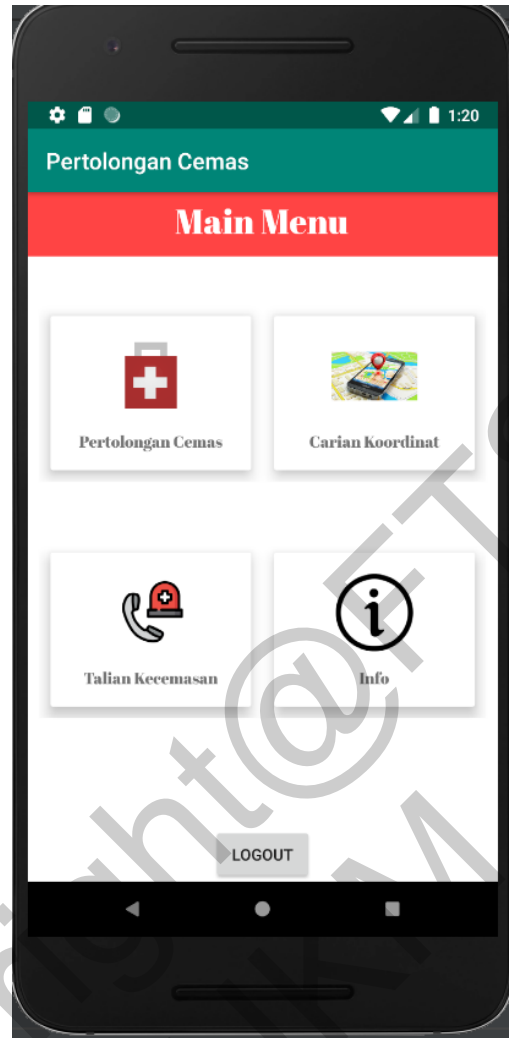 1:20
Pertolongan Cemas
Main Menu
Pertolongan Cemas
Carian Koordinat
Talian Kecemasan
Info
LOGOUT